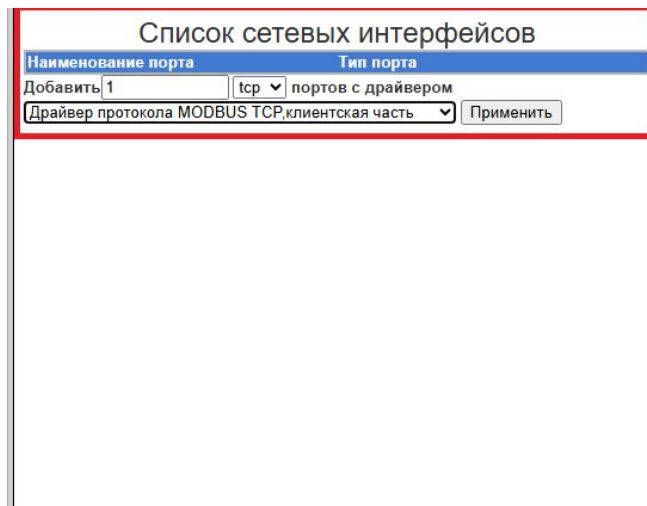 Список сетевых интерфейсов
Наименование порта Тип порта
Добавить 1 tcp портов с драйвером
Драйвер протокола MODBUS TCP,клиентская часть Применить